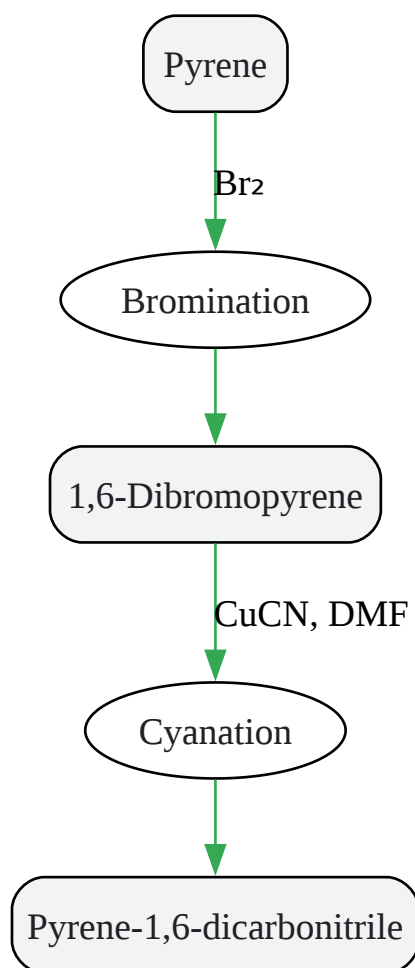 Pyrene
Br₂
Bromination
1,6-Dibromopyrene
CuCN, DMF
Cyanation
Pyrene-1,6-dicarbonitrile